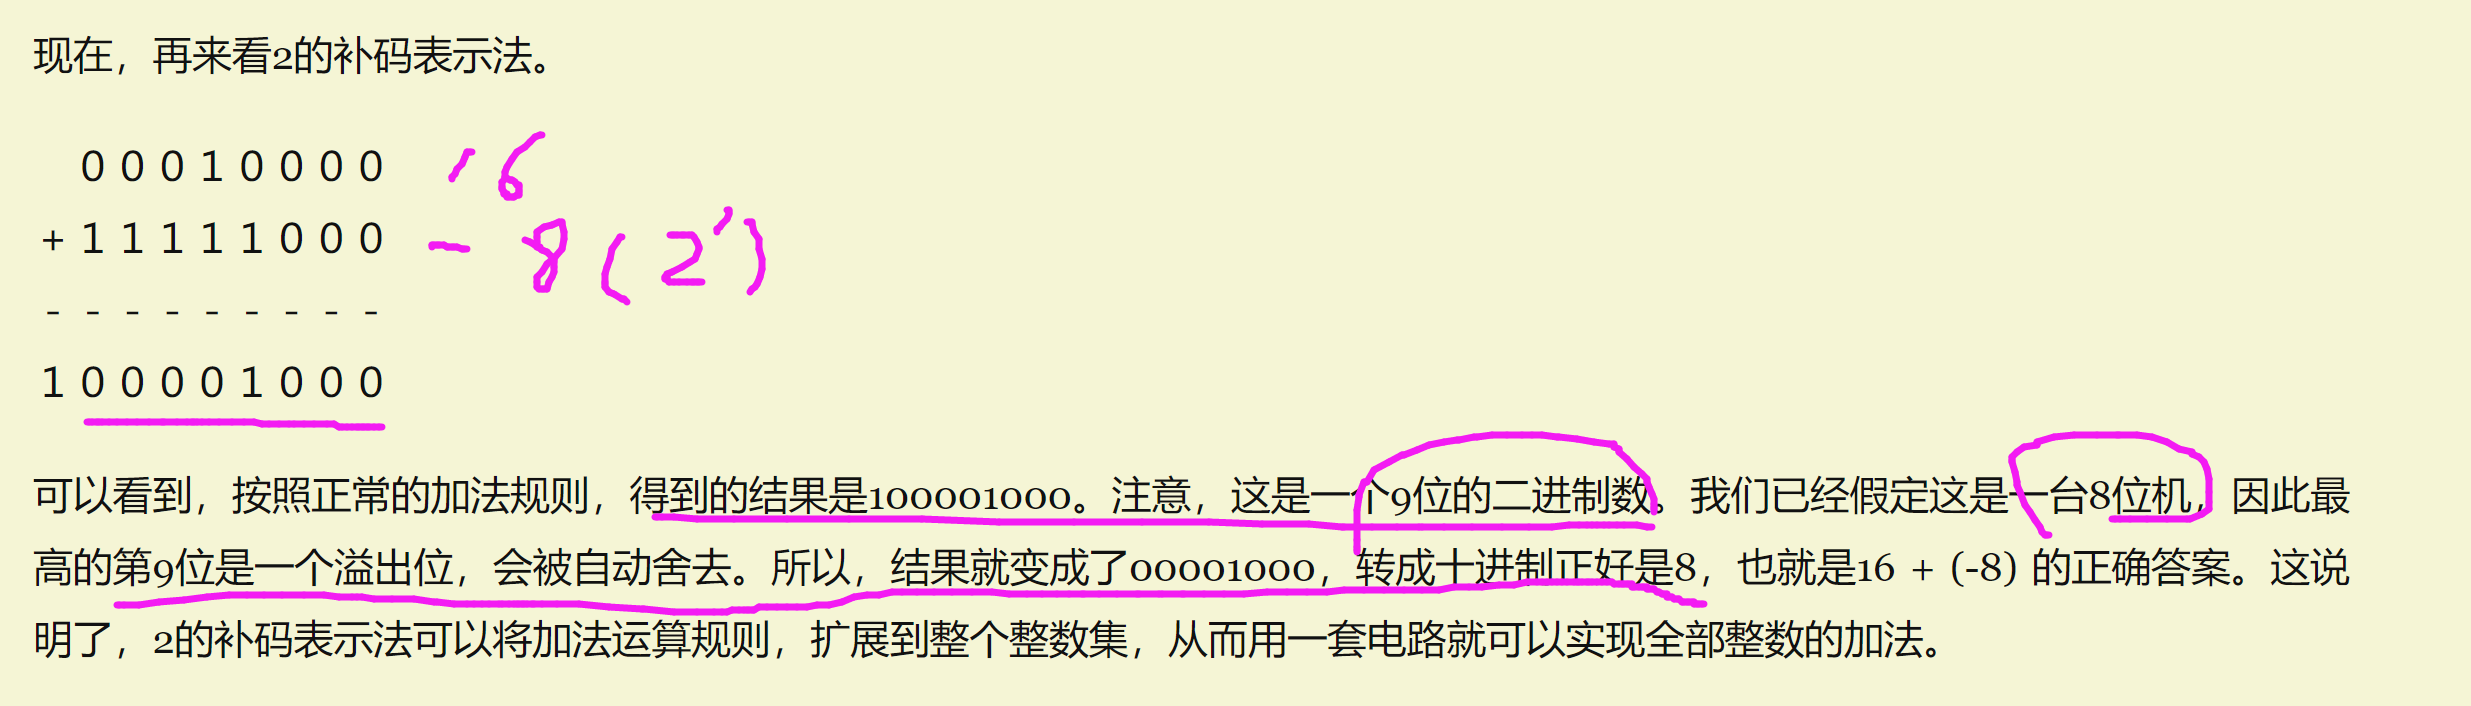 现在，再来看2的补码表示法。
0 0 0 1 0 0 0 0 16
+ 1 1 1 1 1 0 0 0 - 8 (2')
- - - - - - - - -
1 0 0 0 0 1 0 0 0
可以看到，按照正常的加法规则，得到的结果是100001000。注意，这是一个9位的二进制数。我们已经假定这是一台8位机，因此最
高的第9位是一个溢出位，会被自动舍去。所以，结果就变成了00001000，转成十进制正好是8，也就是16 + (-8) 的正确答案。这说
明了，2的补码表示法可以将加法运算规则，扩展到整个整数集，从而用一套电路就可以实现全部整数的加法。